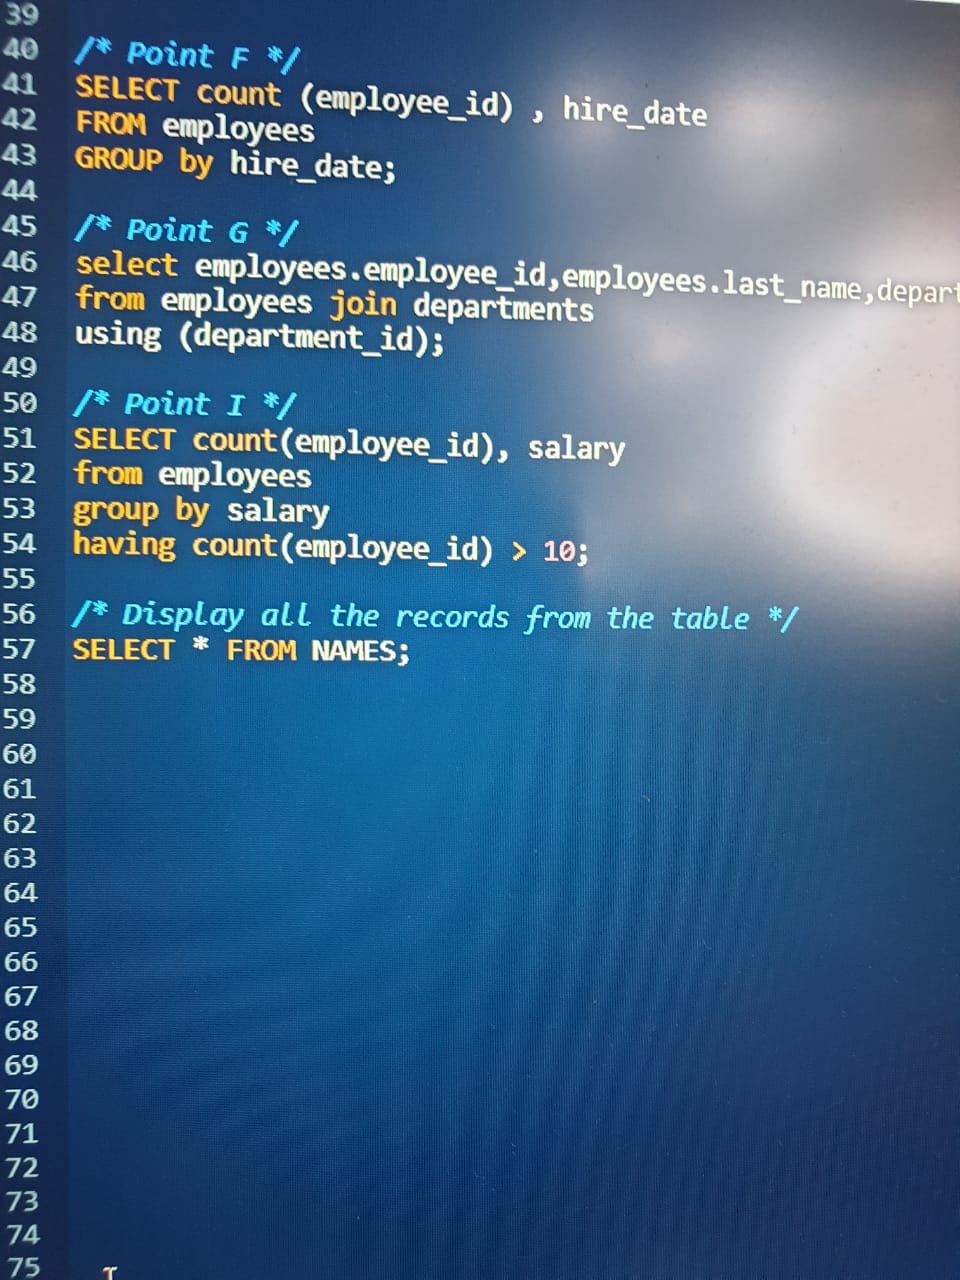 39
40 /* Point F */
41 SELECT count (employee_id) , hire_date
42 FROM employees
43 GROUP by hire_date;
44
45 /* Point G */
46 select employees.employee_id,employees.last_name,depart
47 from employees join departments
48 using (department_id);
49
50 /* Point I */
51 SELECT count(employee_id), salary
52 from employees
53 group by salary
54 having count(employee_id) > 10;
55
56 /* Display all the records from the table */
57 SELECT * FROM NAMES;
58
59
60
61
62
63
64
65
66
67
68
69
70
71
72
73
74
75